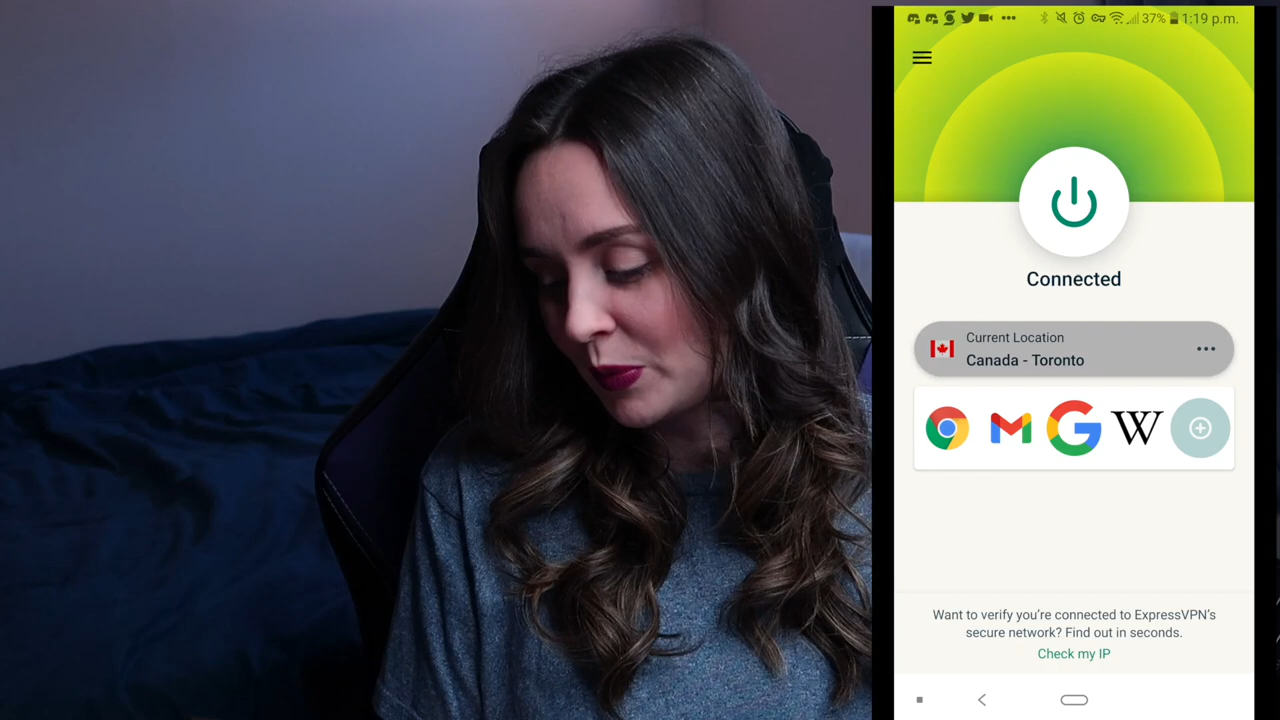 37% 1:19 p.m.
Connected
Current Location
Canada - Toronto
W
Want to verify you're connected to ExpressVPN's
secure network? Find out in seconds.
Check my IP